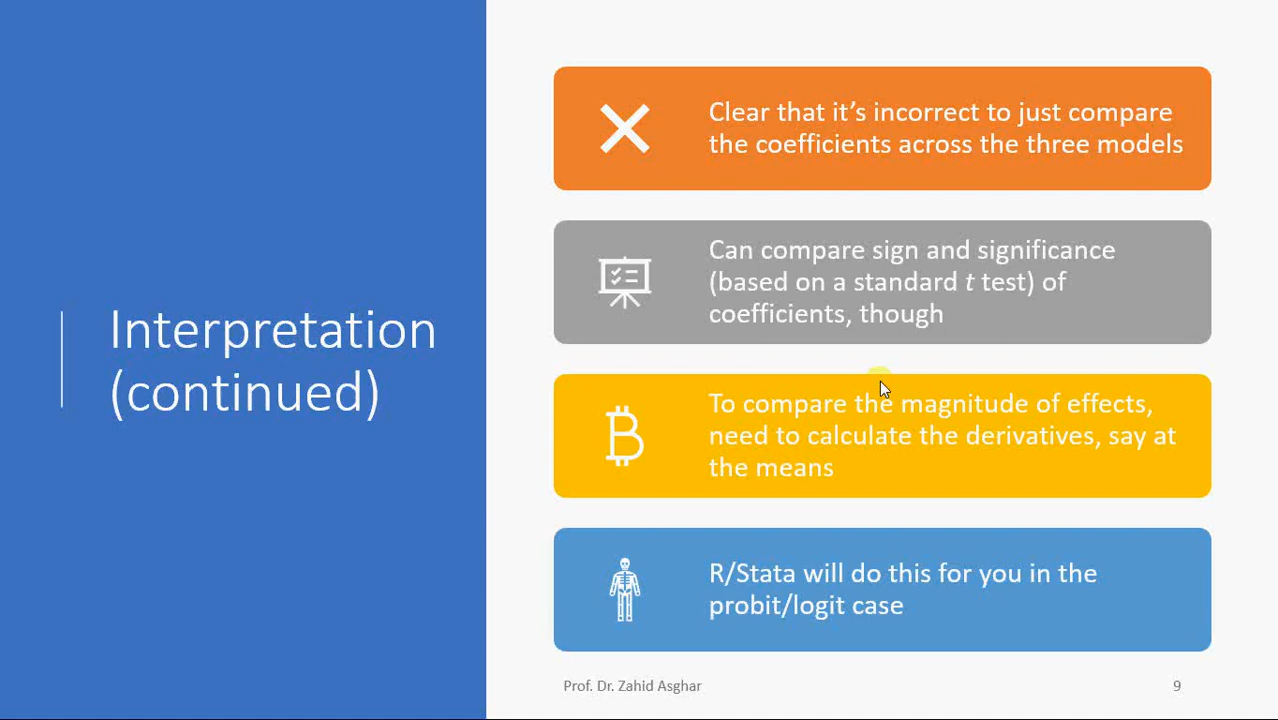 Interpretation
(continued)
Clear that it’s incorrect to just compare
the coefficients across the three models
Can compare sign and significance
(based on a standard t test) of
coefficients, though
To compare the magnitude of effects,
need to calculate the derivatives, say at
the means
R/Stata will do this for you in the
probit/logit case
Prof. Dr. Zahid Asghar
9